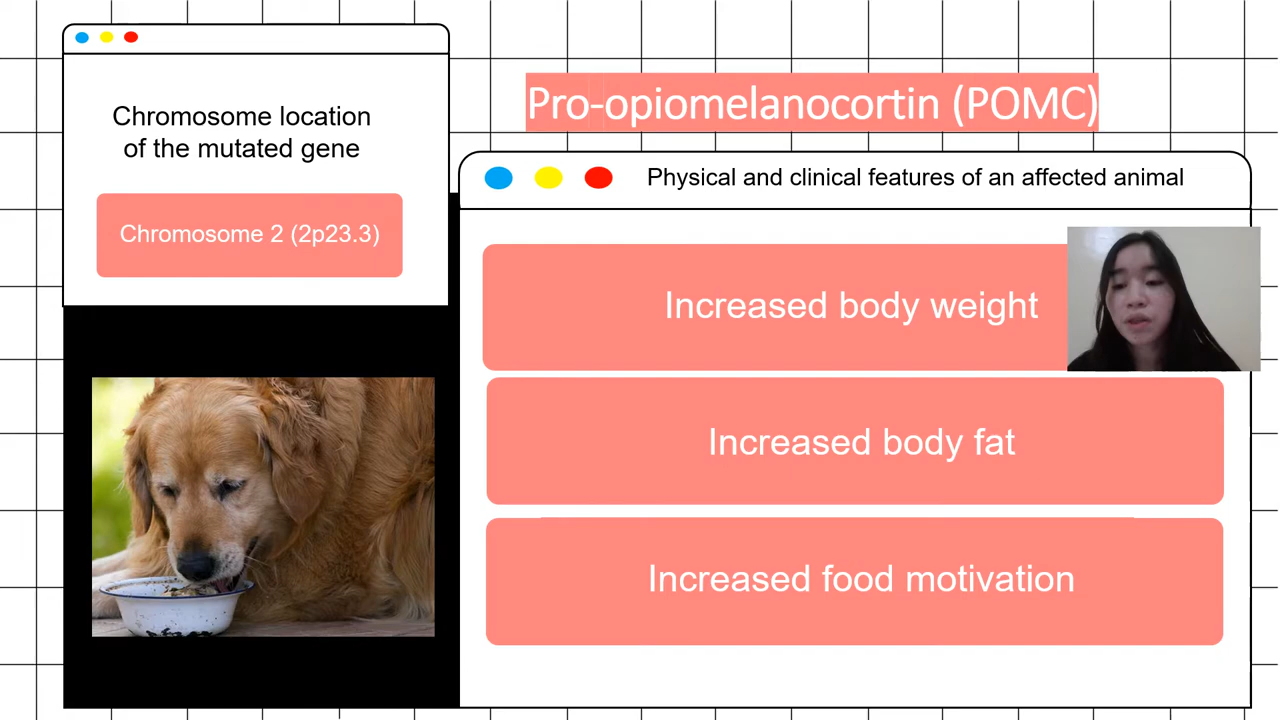 Chromosome location
of the mutated gene
Chromosome 2 (2p23.3)
Pro-opiomelanocortin (POMC)
Physical and clinical features of an affected animal
Increased body weight
Increased body fat
Increased food motivation